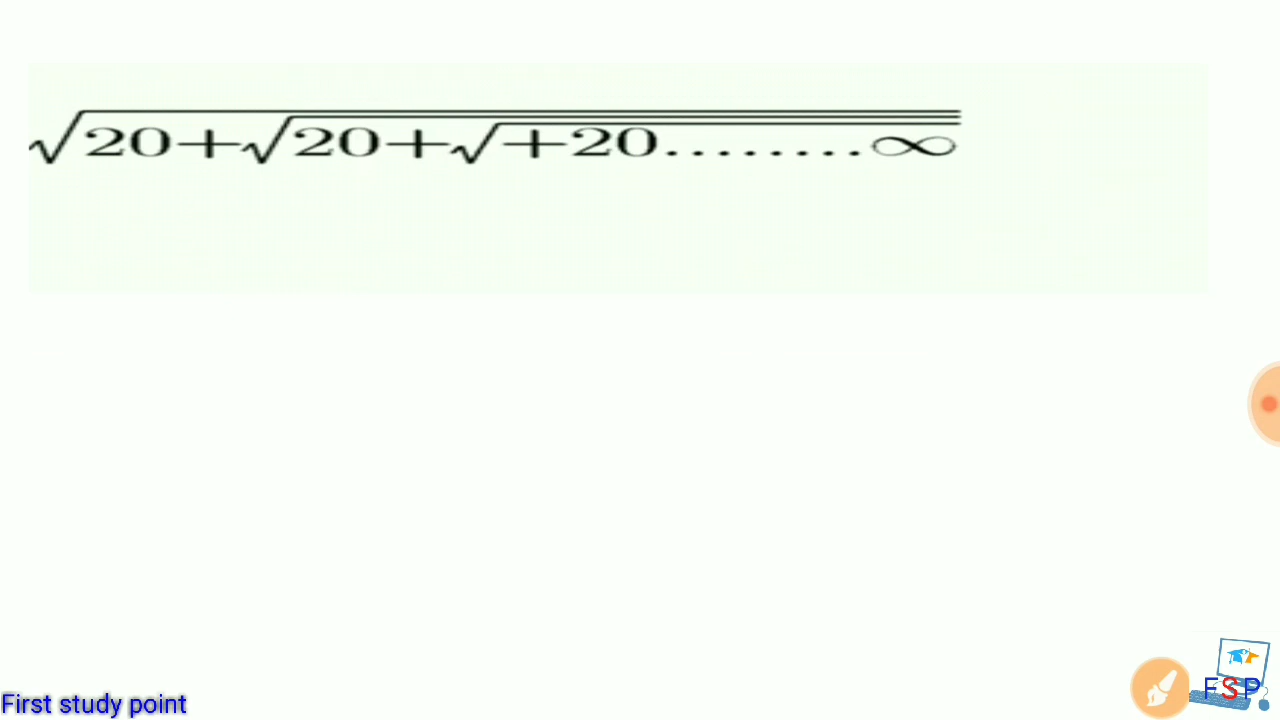 √20+√20+√+20........∞
FSP
First study point